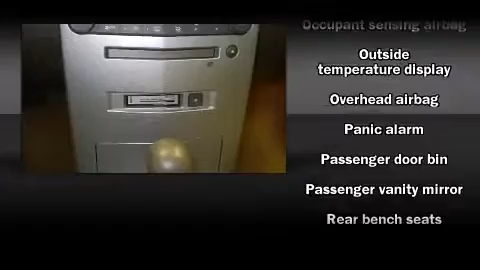 Occupant sensing airbag
Outside
temperature display
Overhead airbag
Panic alarm
Passenger door bin
Passenger vanity mirror
Rear bench seats